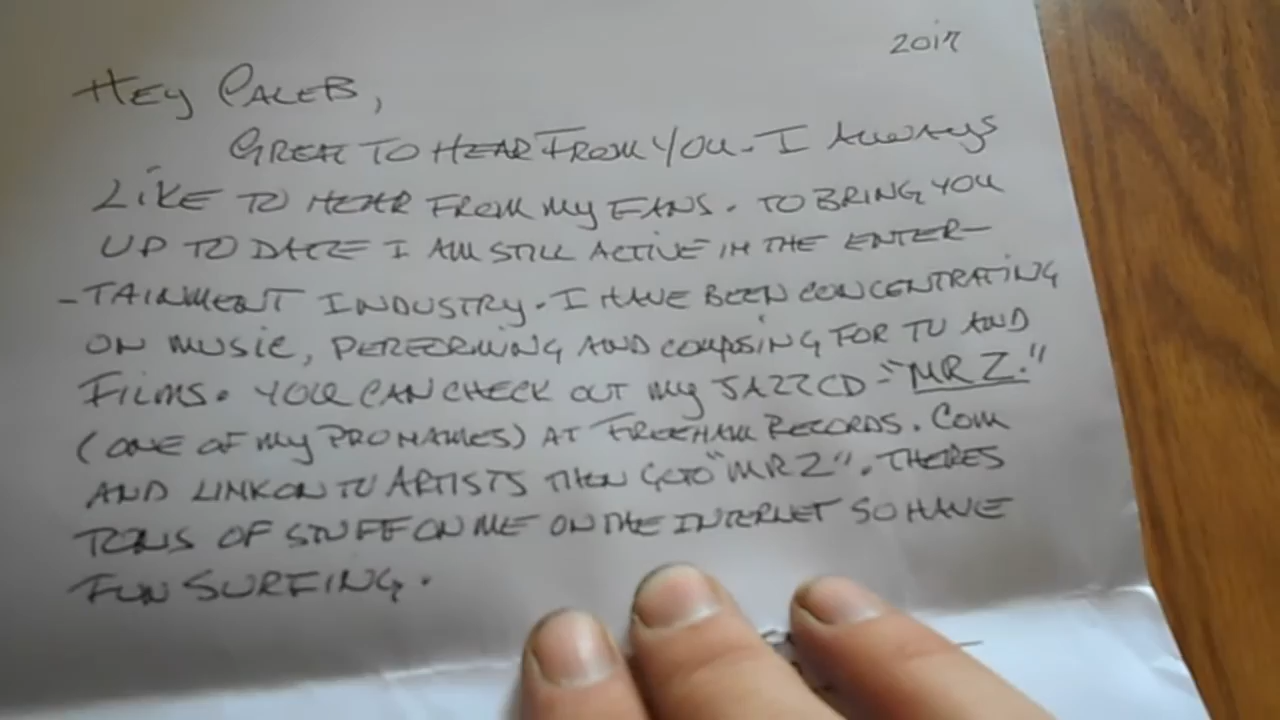 2017
HEY CALEB,
GREAT TO HEAR FROM YOU. I ALWAYS
LIKE TO HEAR FROM MY FANS. TO BRING YOU
UP TO DATE I AM STILL ACTIVE IN THE ENTER-
-TAINMENT INDUSTRY. I HAVE BEEN CONCENTRATING
ON MUSIC, PERFORMING AND COMPOSING FOR TV AND
FILMS. YOU CAN CHECK OUT MY JAZZ CD - "MR Z."
(ONE OF MY PRO NAMES) AT FREEHAM RECORDS. COM
AND LINK ON TO ARTISTS THEN GO TO "MR Z". THERES
TONS OF STUFF ON ME ON THE INTERNET SO HAVE
FUN SURFING.